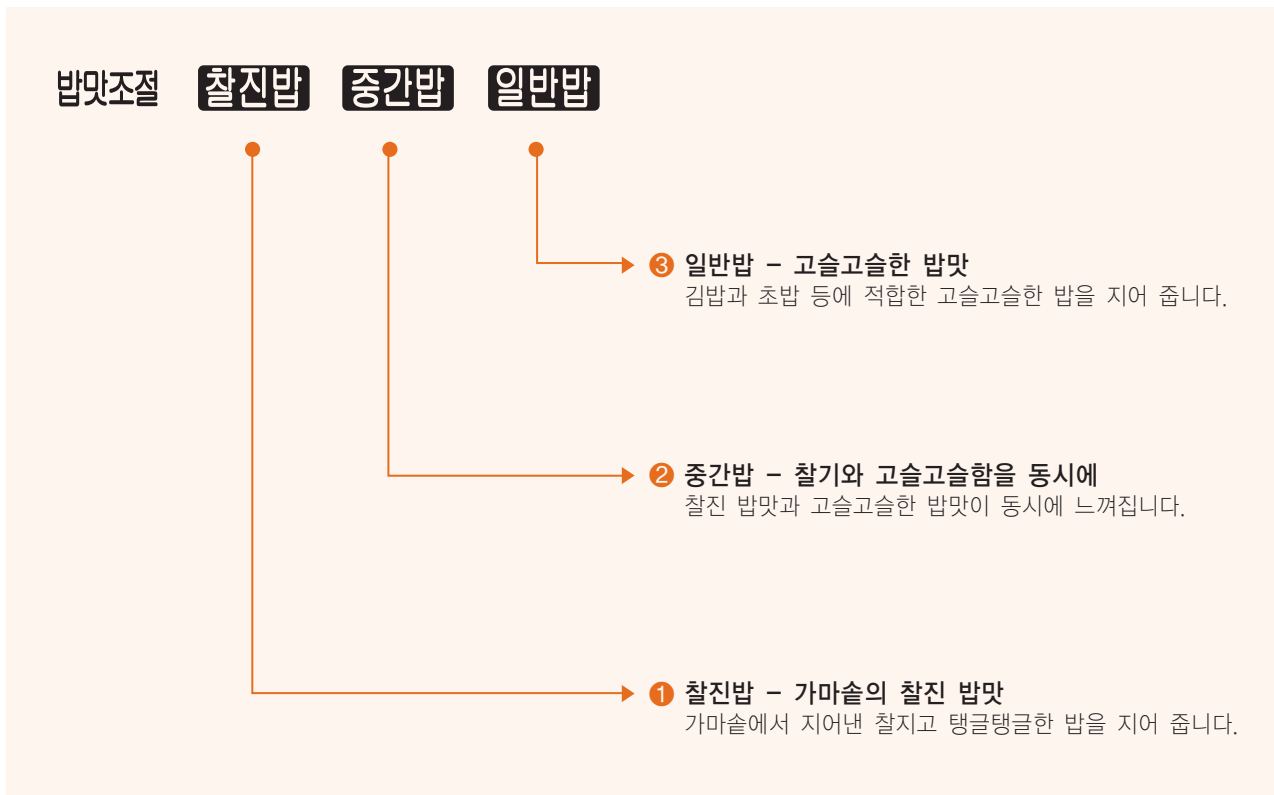 밥맛조절 찰진밥 중간밥 일반밥
❸ 일반밥 – 고슬고슬한 밥맛
김밥과 초밥 등에 적합한 고슬고슬한 밥을 지어 줍니다.
❷ 중간밥 – 찰기와 고슬고슬함을 동시에
찰진 밥맛과 고슬고슬한 밥맛이 동시에 느껴집니다.
❶ 찰진밥 – 가마솥의 찰진 밥맛
가마솥에서 지어낸 찰지고 탱글탱글한 밥을 지어 줍니다.